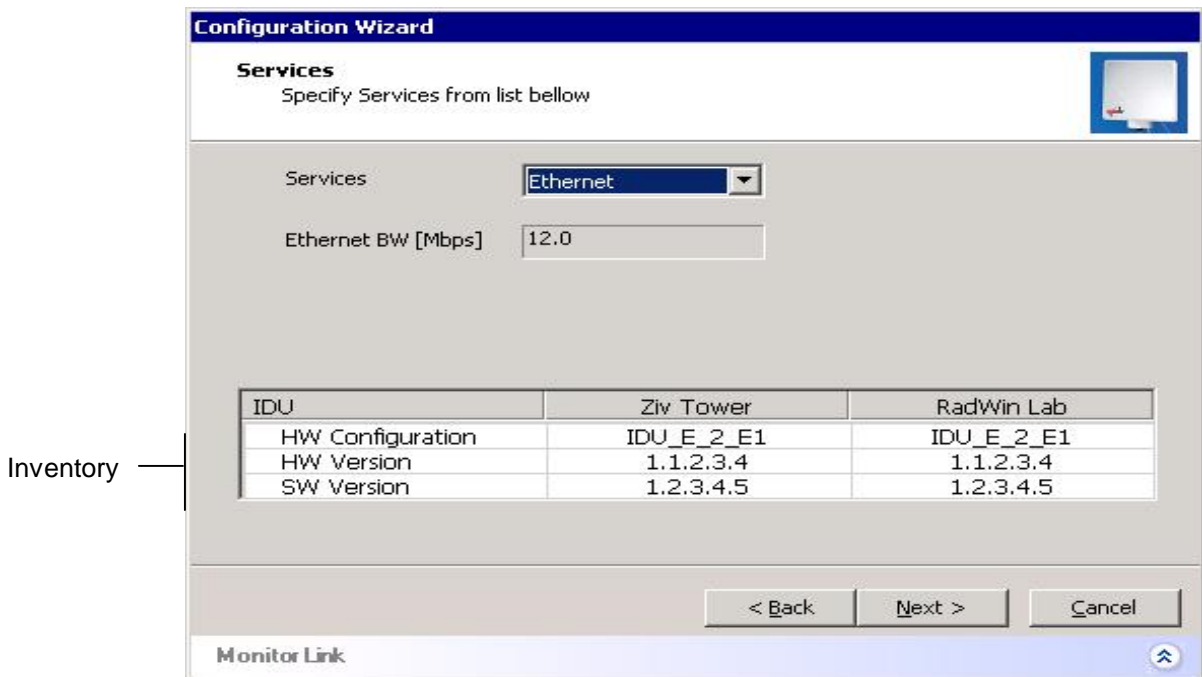 Configuration Wizard
Services
Specify Services from list bellow
Services Ethernet
Ethernet BW [Mbps] 12.0
IDU Ziv Tower RadWin Lab
HW Configuration IDU_E_2_E1 IDU_E_2_E1
Inventory HW Version 1.1.2.3.4 1.1.2.3.4
SW Version 1.2.3.4.5 1.2.3.4.5
< Back Next > Cancel
Monitor Link